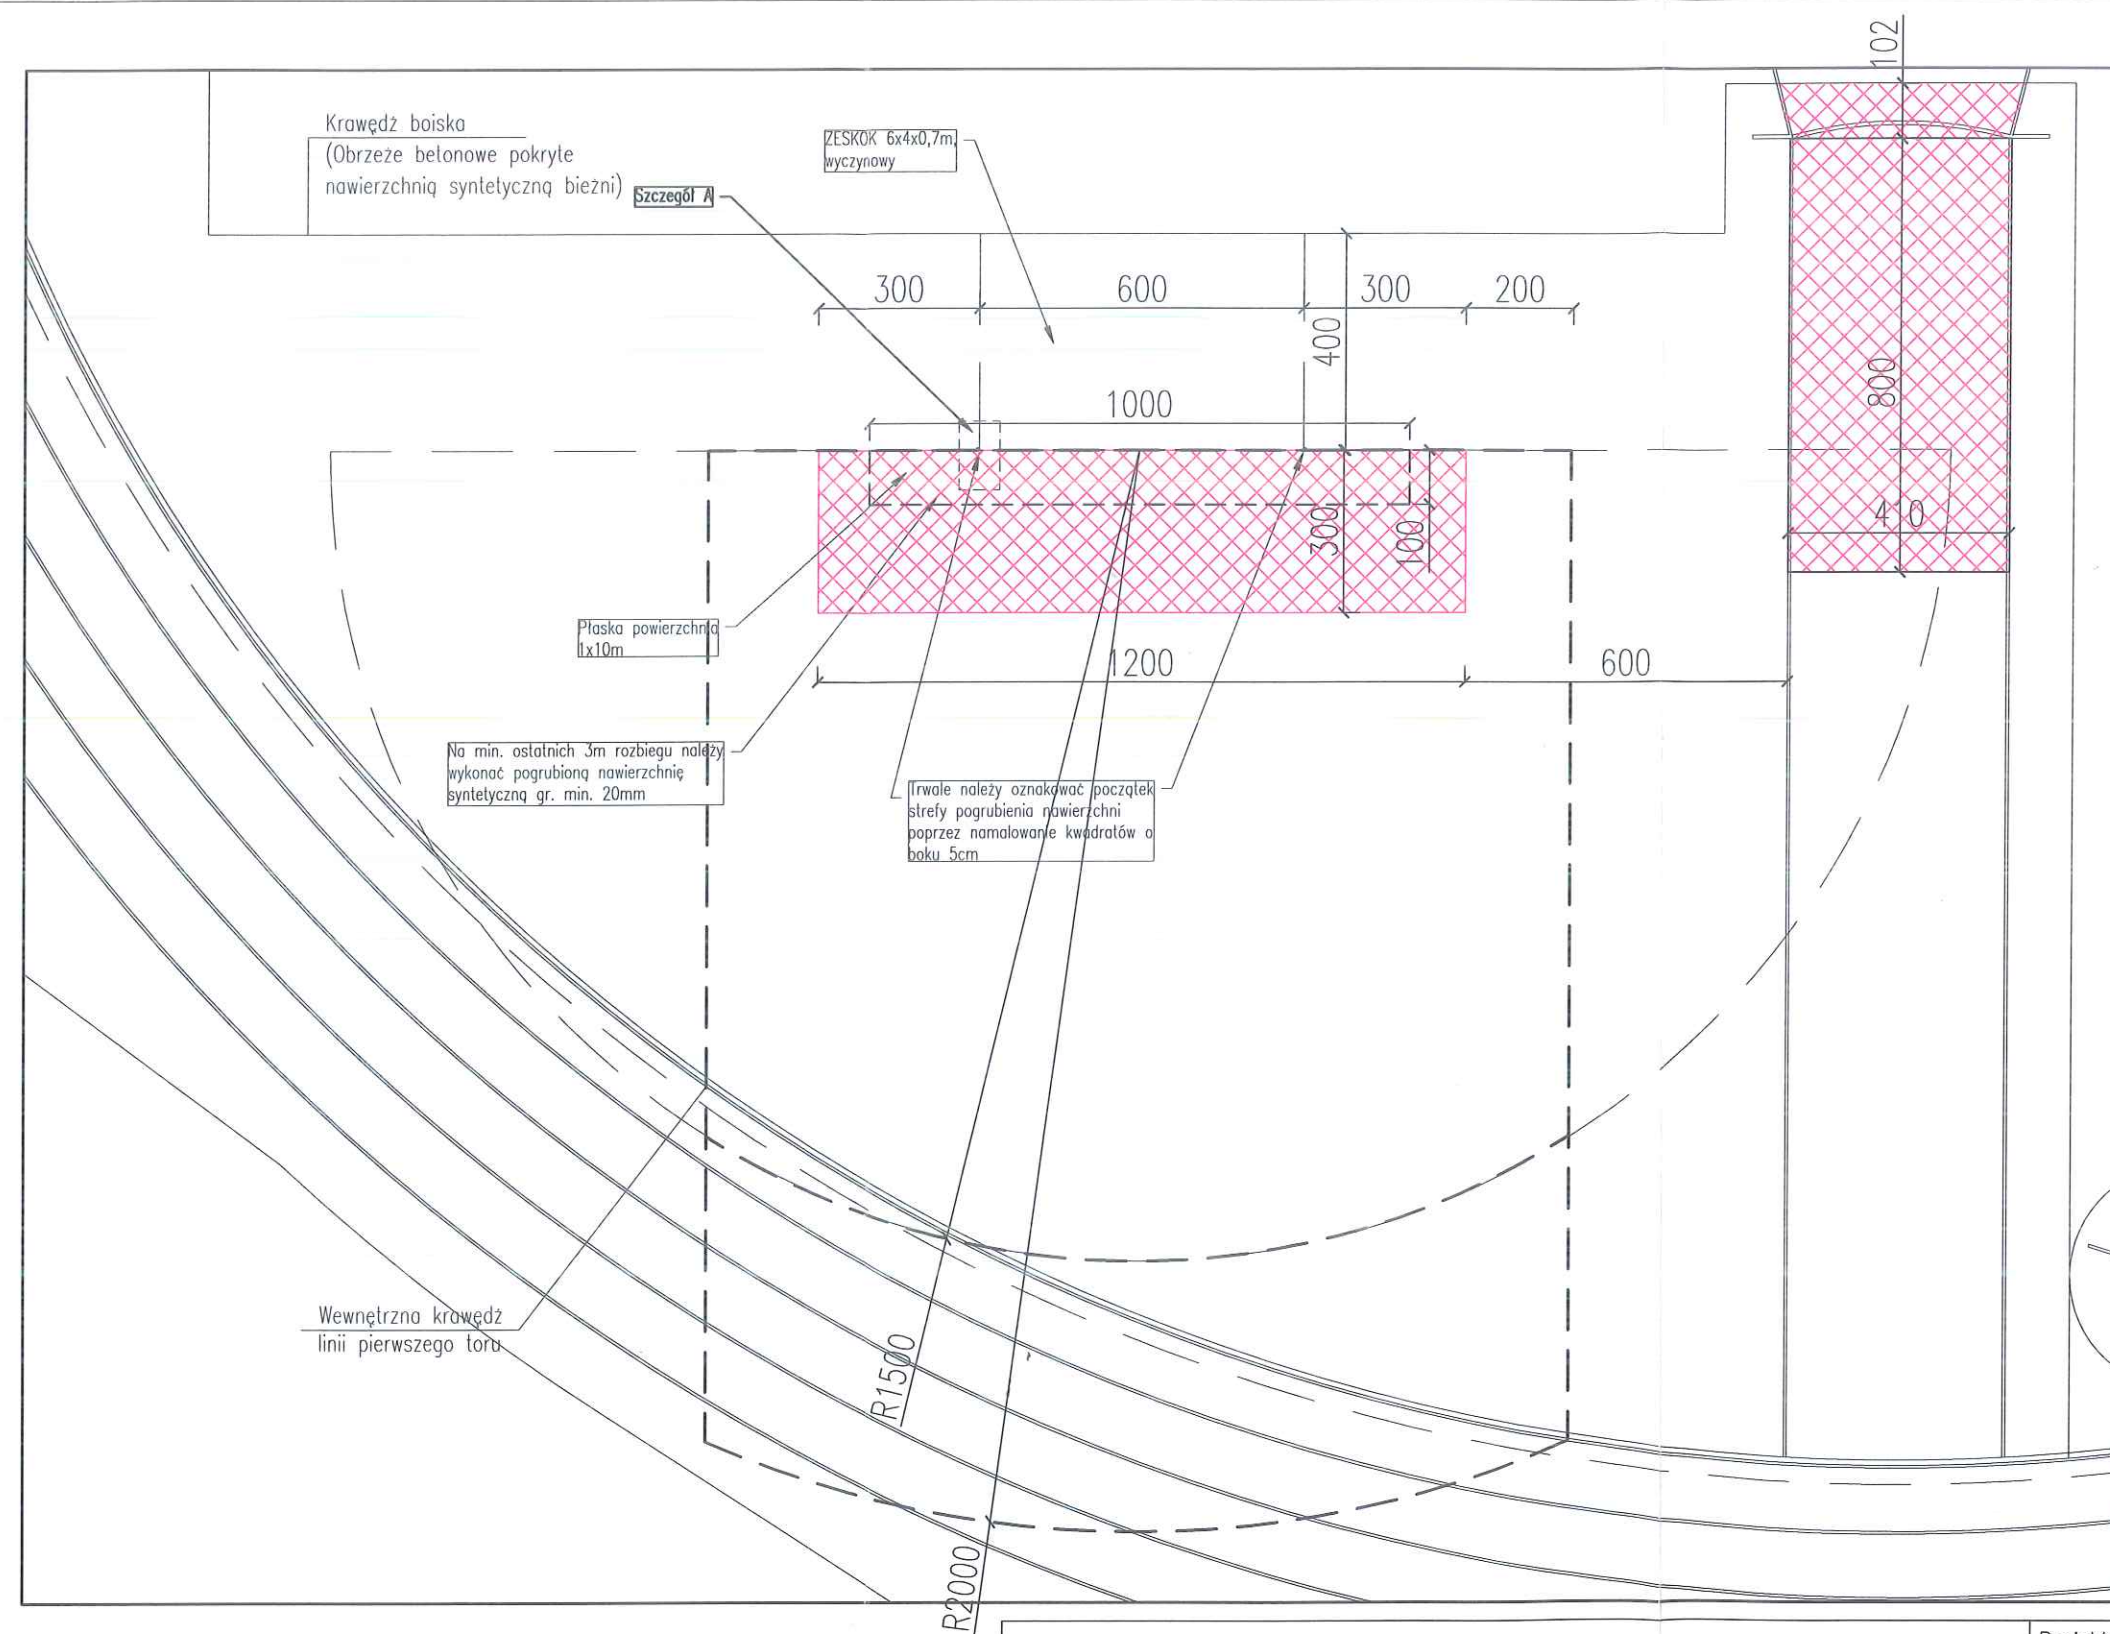 102
Krawędź boiska
(Obrzeże betonowe pokryte
nawierzchnią syntetyczną bieżni)
Szczegół A
ZESKOK 6x4x0,7m,
wyczynowy
300
600
300
200
400
800
1000
410
300
100
Płaska powierzchnia
1x10m
1200
600
Na min. ostatnich 3m rozbiegu należy
wykonać pogrubioną nawierzchnię
syntetyczną gr. min. 20mm
Trwale należy oznakować początek
strefy pogrubienia nawierzchni
poprzez namalowanie kwadratów o
boku 5cm
Wewnętrzna krawędź
linii pierwszego toru
R1500
R2000